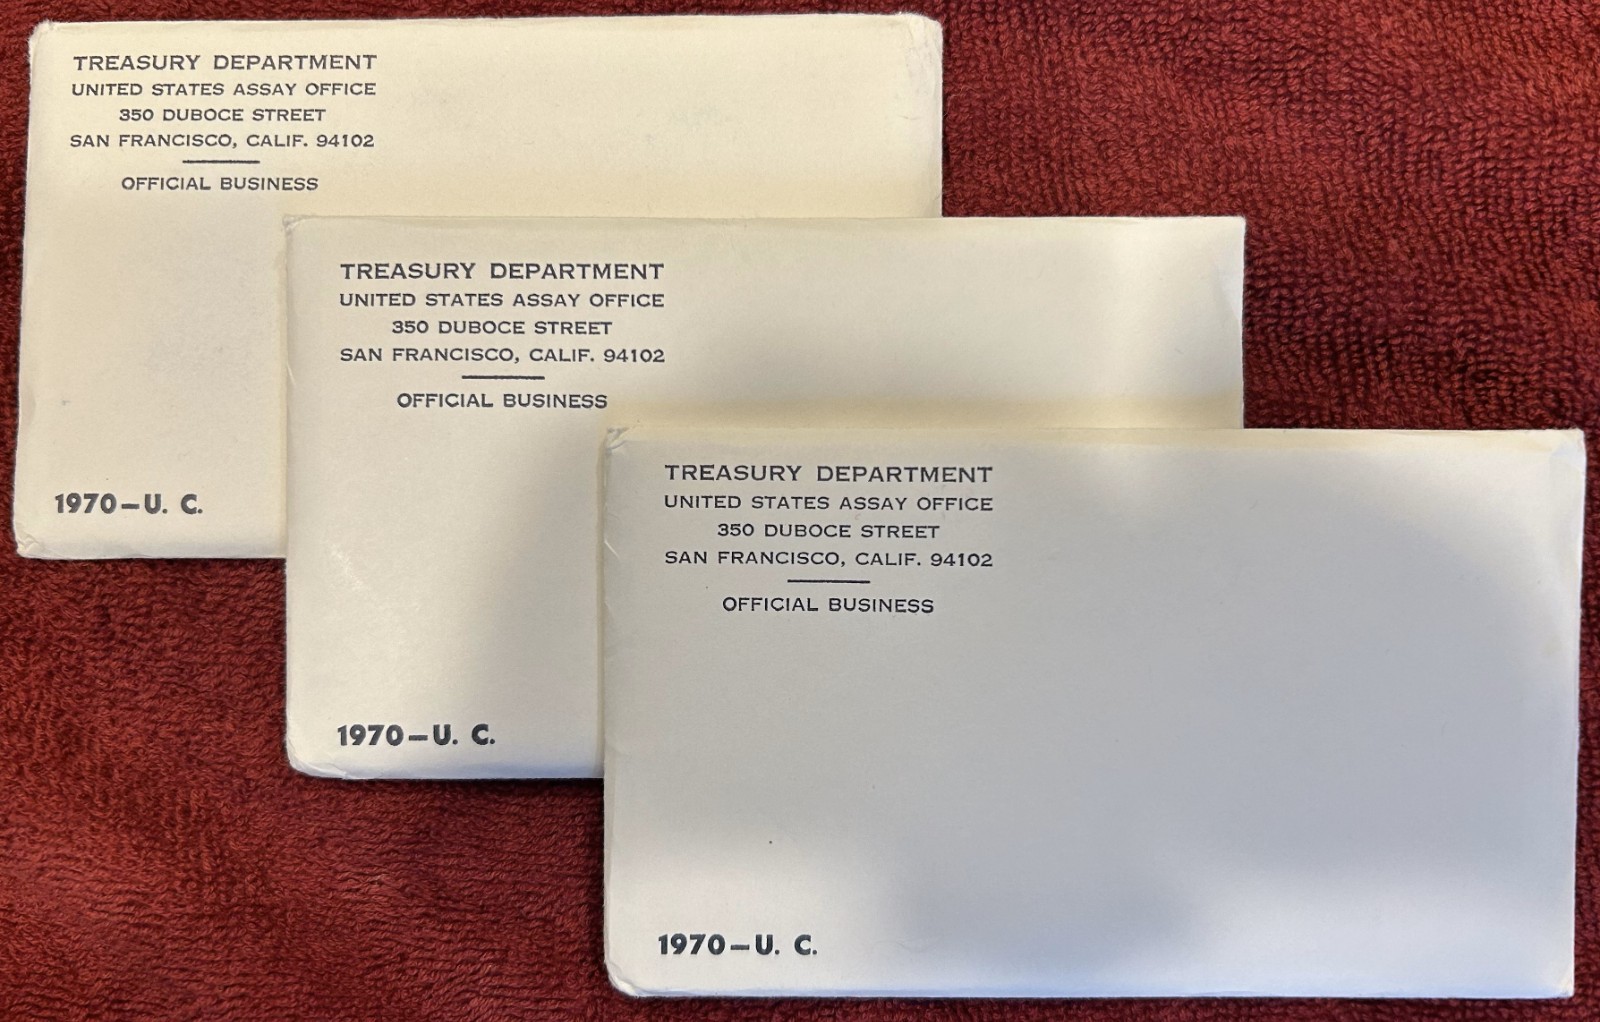 TREASURY DEPARTMENT
UNITED STATES ASSAY OFFICE
350 DUBOCE STREET
SAN FRANCISCO, CALIF. 94102
OFFICIAL BUSINESS
1970-U. C.
TREASURY DEPARTMENT
UNITED STATES ASSAY OFFICE
350 DUBOCE STREET
SAN FRANCISCO, CALIF. 94102
OFFICIAL BUSINESS
1970-U. C.
TREASURY DEPARTMENT
UNITED STATES ASSAY OFFICE
350 DUBOCE STREET
SAN FRANCISCO, CALIF. 94102
OFFICIAL BUSINESS
1970-U. C.